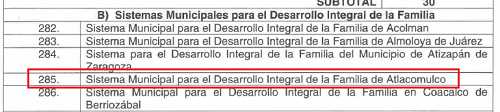 SUBTOTAL 30
B) Sistemas Municipales para el Desarrollo Integral de la Familia
282. Sistema Municipal para el Desarrollo Integral de la Familia de Acolman
283. Sistema Municipal para el Desarrollo Integral de la Familia de Almoloya de Juárez
284. Sistema para el Desarrollo Integral de la Familia del Municipio de Atizapán de
Zaragoza
285. Sistema Municipal para el Desarrollo Integral de la Familia de Atlacomulco
286. Sistema Municipal para el Desarrollo Integral de la Familia en Coacalco de
Berriozábal